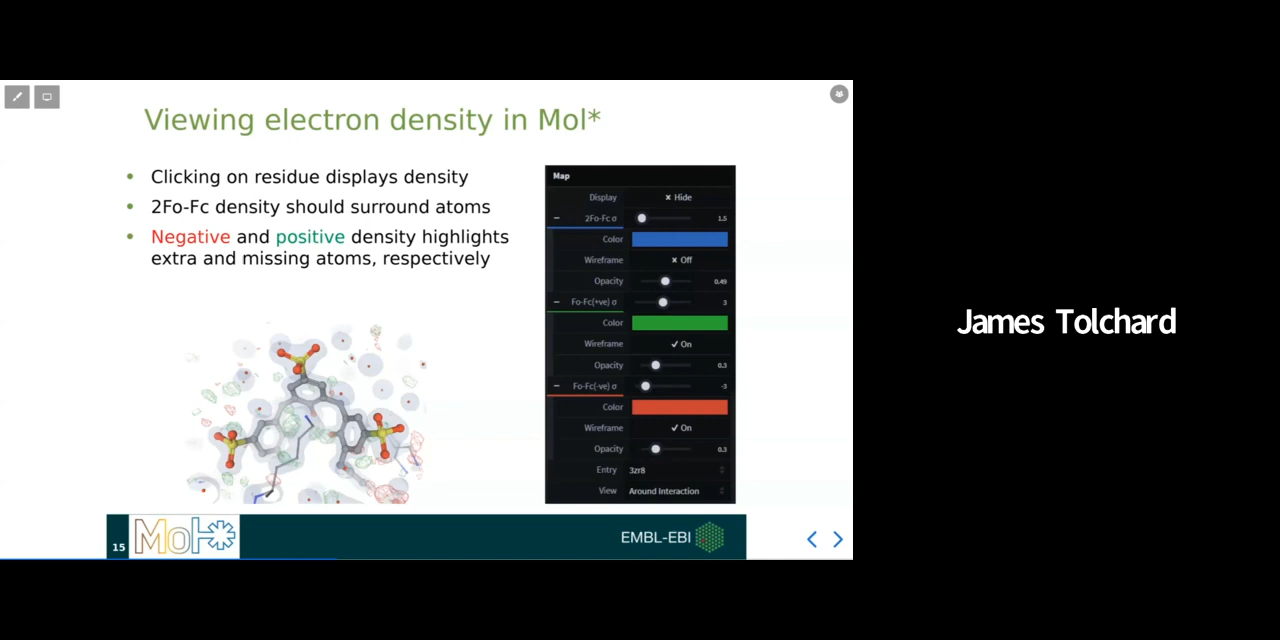 Viewing electron density in Mol*
Clicking on residue displays density
2Fo-Fc density should surround atoms
Negative and positive density highlights
extra and missing atoms, respectively
Map
Display × Hide
− 2Fo-Fc σ 1.5
Color
Wireframe × Off
Opacity 0.49
− Fo-Fc(+ve) σ 3
Color
Wireframe ✓ On
Opacity 0.3
− Fo-Fc(-ve) σ -3
Color
Wireframe ✓ On
Opacity 0.3
Entry 3zr8
View Around Interaction
15
Mol*
EMBL-EBI
James Tolchard